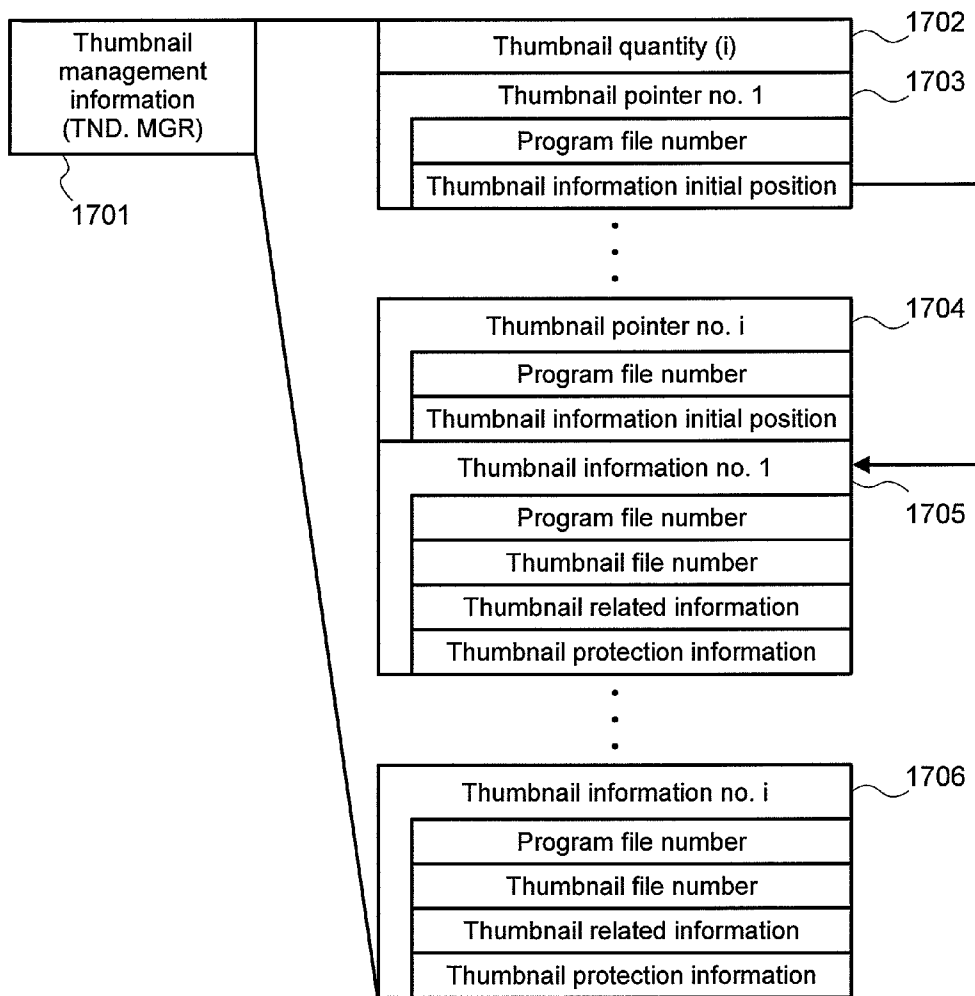 Thumbnail
management
information
(TND. MGR)
1701
Thumbnail quantity (i)
1702
Thumbnail pointer no. 1
1703
Program file number
Thumbnail information initial position
Thumbnail pointer no. i
1704
Program file number
Thumbnail information initial position
Thumbnail information no. 1
1705
Program file number
Thumbnail file number
Thumbnail related information
Thumbnail protection information
Thumbnail information no. i
1706
Program file number
Thumbnail file number
Thumbnail related information
Thumbnail protection information